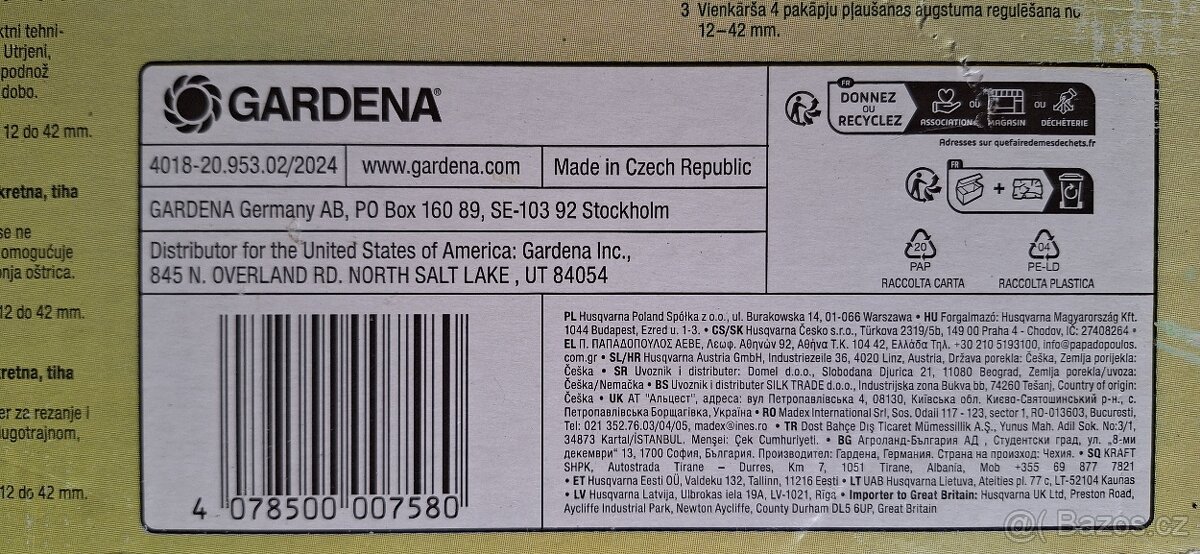 ktni tehni-
Utrjeni,
podnož
dobo.
12 do 42 mm.
kretna, tiha
se ne
omogućuje
nja oštrica.
12 do 42 mm.
kretna, tiha
er za rezanje i
lugotrajnom,
12 do 42 mm.
3 Vienkārša 4 pakāpju pļaušanas augstuma regulēšana no
12–42 mm.
GARDENA®
4018-20.953.02/2024
www.gardena.com
Made in Czech Republic
GARDENA Germany AB, PO Box 160 89, SE-103 92 Stockholm
Distributor for the United States of America: Gardena Inc.,
845 N. OVERLAND RD. NORTH SALT LAKE , UT 84054
4 078500 007580
FR
DONNEZ
OU
RECYCLEZ
ASSOCIATION
OU
MAGASIN
OU
DÉCHÈTERIE
Adresses sur quefairedemesdechets.fr
FR
+
20
PAP
RACCOLTA CARTA
04
PE-LD
RACCOLTA PLASTICA
PL Husqvarna Poland Spółka z o.o., ul. Burakowska 14, 01-066 Warszawa • HU Forgalmazó: Husqvarna Magyarország Kft.
1044 Budapest, Ezred u. 1-3. • CS/SK Husqvarna Česko s.r.o., Türkova 2319/5b, 149 00 Praha 4 - Chodov, IČ: 27408264 •
EL Π. ΠΑΠΑΔΟΠΟΥΛΟΣ ΑΕΒΕ, Λεωφ. Αθηνών 92, Αθήνα Τ.Κ. 104 42, Ελλάδα Τηλ. +30 210 5193100, info@papadopoulos.
com.gr • SL/HR Husqvarna Austria GmbH, Industriezeile 36, 4020 Linz, Austria, Država porekla: Češka, Zemlja porijekla:
Češka • SR Uvoznik i distributer: Domel d.o.o., Slobodana Djurica 21, 11080 Beograd, Zemlja porekla/uvoza:
Češka/Nemačka • BS Uvoznik i distributer SILK TRADE d.o.o., Industrijska zona Bukva bb, 74260 Tešanj, Country of origin:
Češka • UK АТ "Альцест", адреса: вул Петропавлівська 4, 08130, Київська обл. Києво-Святошинський р-н., с.
Петропавлівська Борщагівка, Україна • RO Madex International Srl, Sos. Odaii 117 - 123, sector 1, RO-013603, Bucuresti,
Tel: 021 352.76.03/04/05, madex@ines.ro • TR Dost Bahçe Dış Ticaret Mümessillik A.Ş., Yunus Mah. Adil Sok. No:3/1,
34873 Kartal/İSTANBUL. Menşei: Çek Cumhuriyeti. • BG Агроланд-България АД , Студентски град, ул. „8-ми
декември" 13, 1700 София, България. Производител: Гардена, Германия. Страна на произход: Чехия. • SQ KRAFT
SHPK, Autostrada Tirane – Durres, Km 7, 1051 Tirane, Albania, Mob +355 69 877 7821
• ET Husqvarna Eesti OÜ, Valdeku 132, Tallinn, 11216 Eesti • LT UAB Husqvarna Lietuva, Ateities pl. 77 c, LT-52104 Kaunas
• LV Husqvarna Latvija, Ulbrokas iela 19A, LV-1021, Rīga • Importer to Great Britain: Husqvarna UK Ltd, Preston Road,
Aycliffe Industrial Park, Newton Aycliffe, County Durham DL5 6UP, Great Britain
@ Bazoš.cz